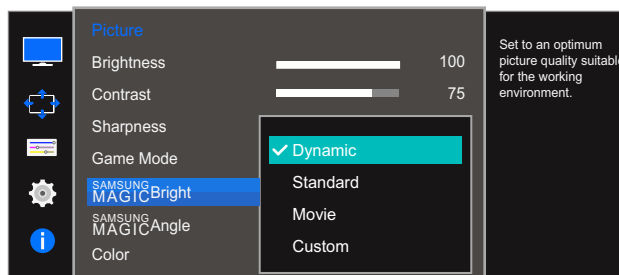 Picture
Brightness 100
Contrast 75
Sharpness
Game Mode
SAMSUNG
MAGICBright
SAMSUNG
MAGICAngle
Color
Dynamic
Standard
Movie
Custom
Set to an optimum
picture quality suitable
for the working
environment.